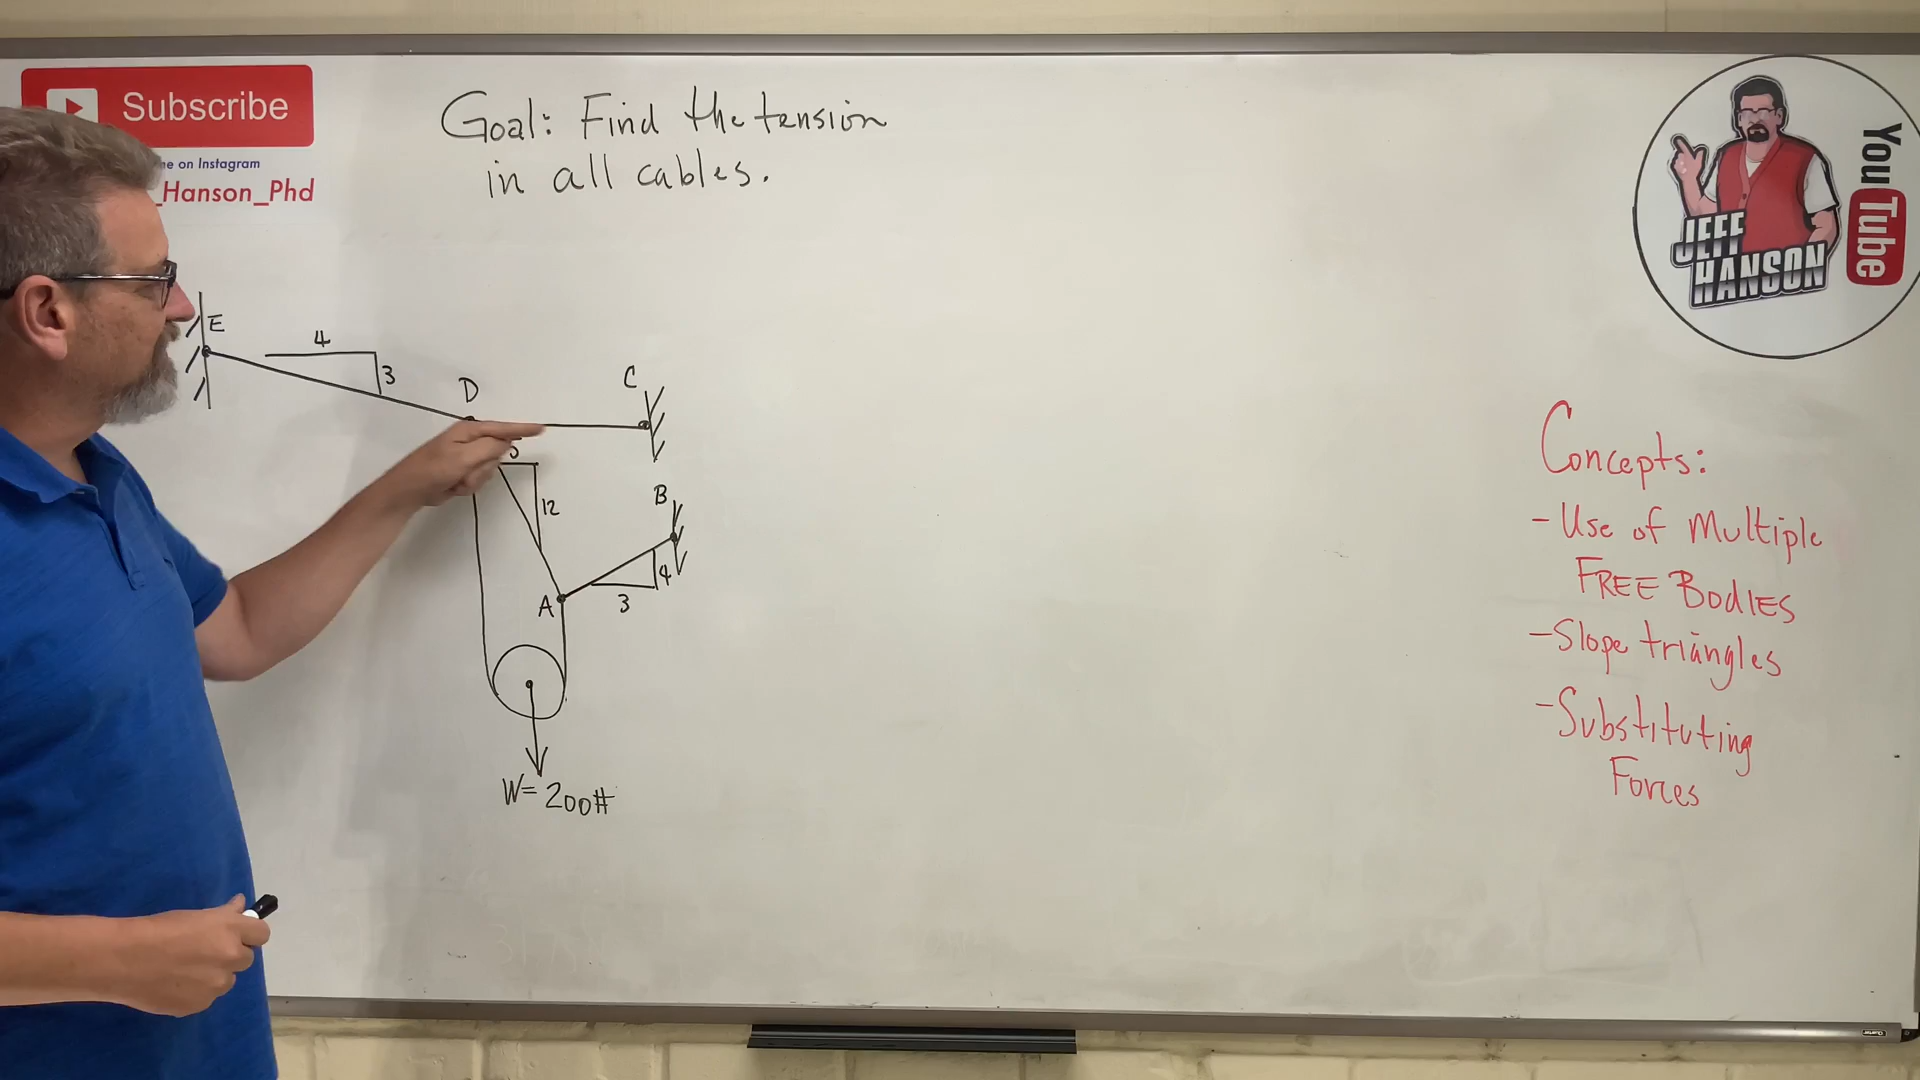 Subscribe
me on Instagram
_Hanson_Phd
Goal: Find the tension
in all cables.
JEFF
HANSON
YouTube
E
4
3
D
C
5
12
B
A
4
3
W= 200#
Concepts:
- Use of Multiple
FREE BODIES
- Slope triangles
- Substituting
Forces